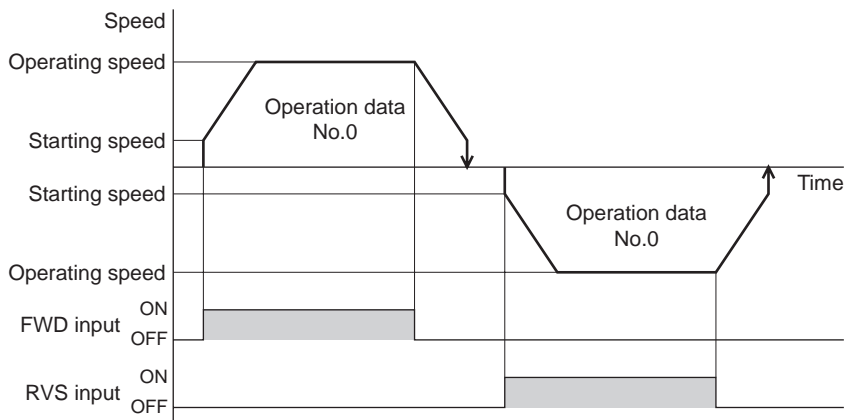 Speed
Operating speed
Operation data
No.0
Starting speed
Time
Starting speed
Operation data
No.0
Operating speed
ON
FWD input
OFF
ON
RVS input
OFF